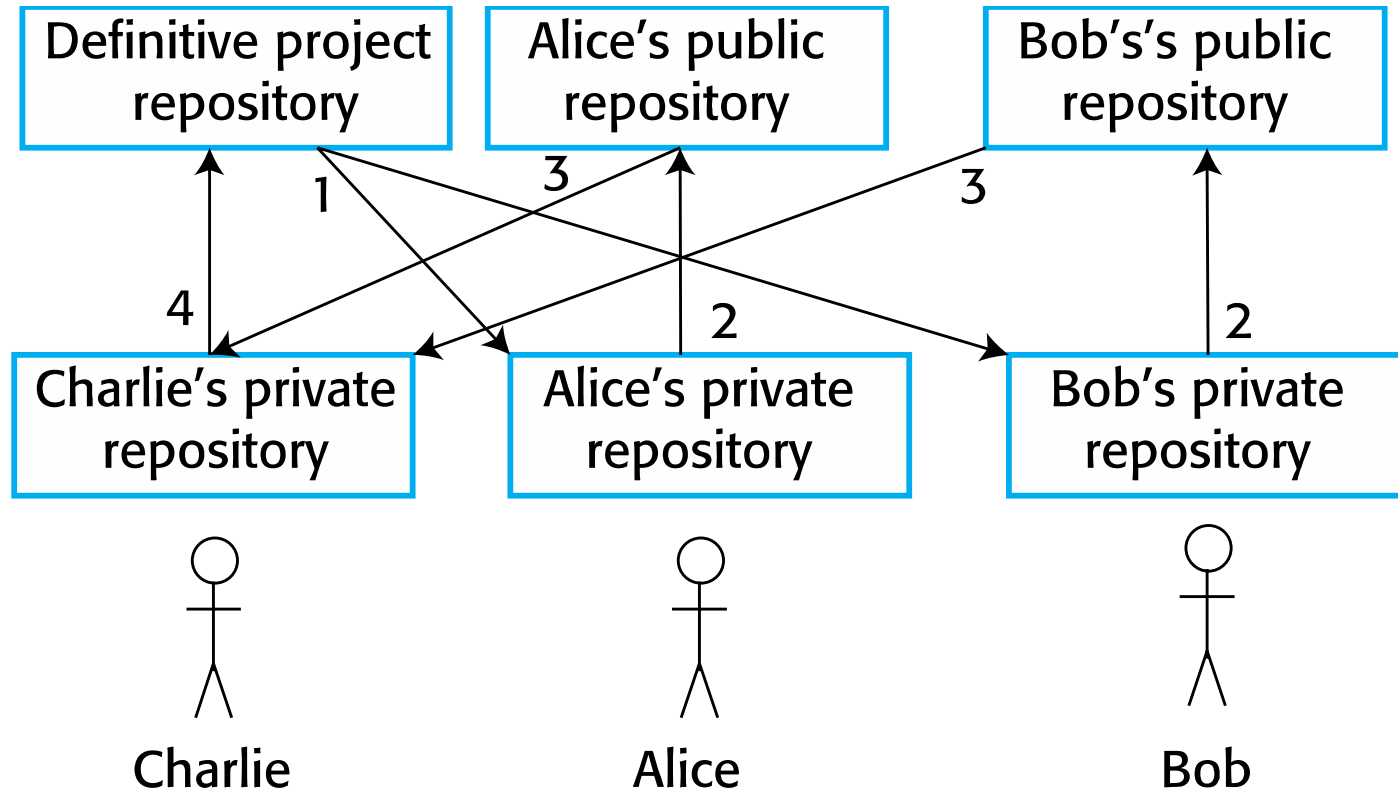 Definitive project
repository
Alice’s public
repository
Bob's’s public
repository
3
1
3
4
2
2
Charlie’s private
repository
Alice’s private
repository
Bob’s private
repository
Charlie
Alice
Bob